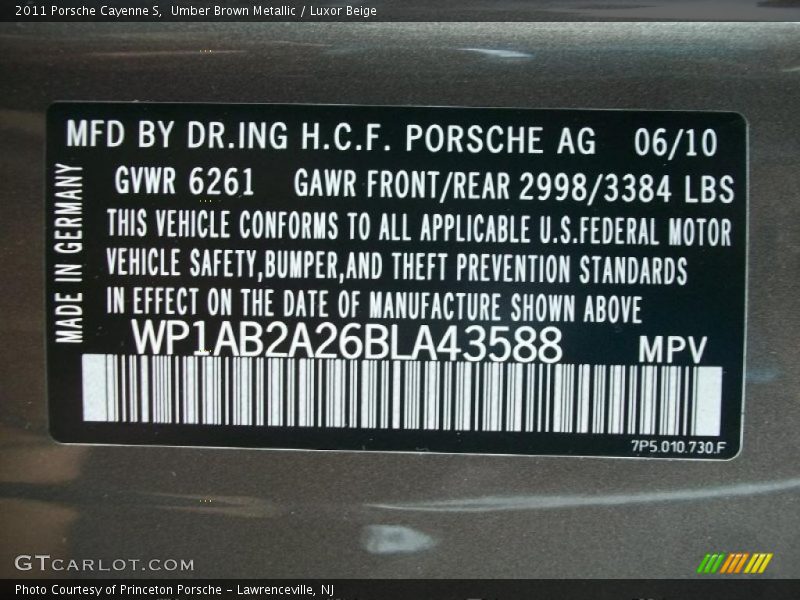 2011 Porsche Cayenne S,  Umber Brown Metallic / Luxor Beige
MFD BY DR.ING H.C.F. PORSCHE AG 06/10
GVWR 6261 GAWR FRONT/REAR 2998/3384 LBS
THIS VEHICLE CONFORMS TO ALL APPLICABLE U.S.FEDERAL MOTOR
VEHICLE SAFETY,BUMPER,AND THEFT PREVENTION STANDARDS
IN EFFECT ON THE DATE OF MANUFACTURE SHOWN ABOVE
MADE IN GERMANY
WP1AB2A26BLA43588 MPV
7P5.010.730.F
GTCARLOT.COM
Photo Courtesy of Princeton Porsche - Lawrenceville, NJ